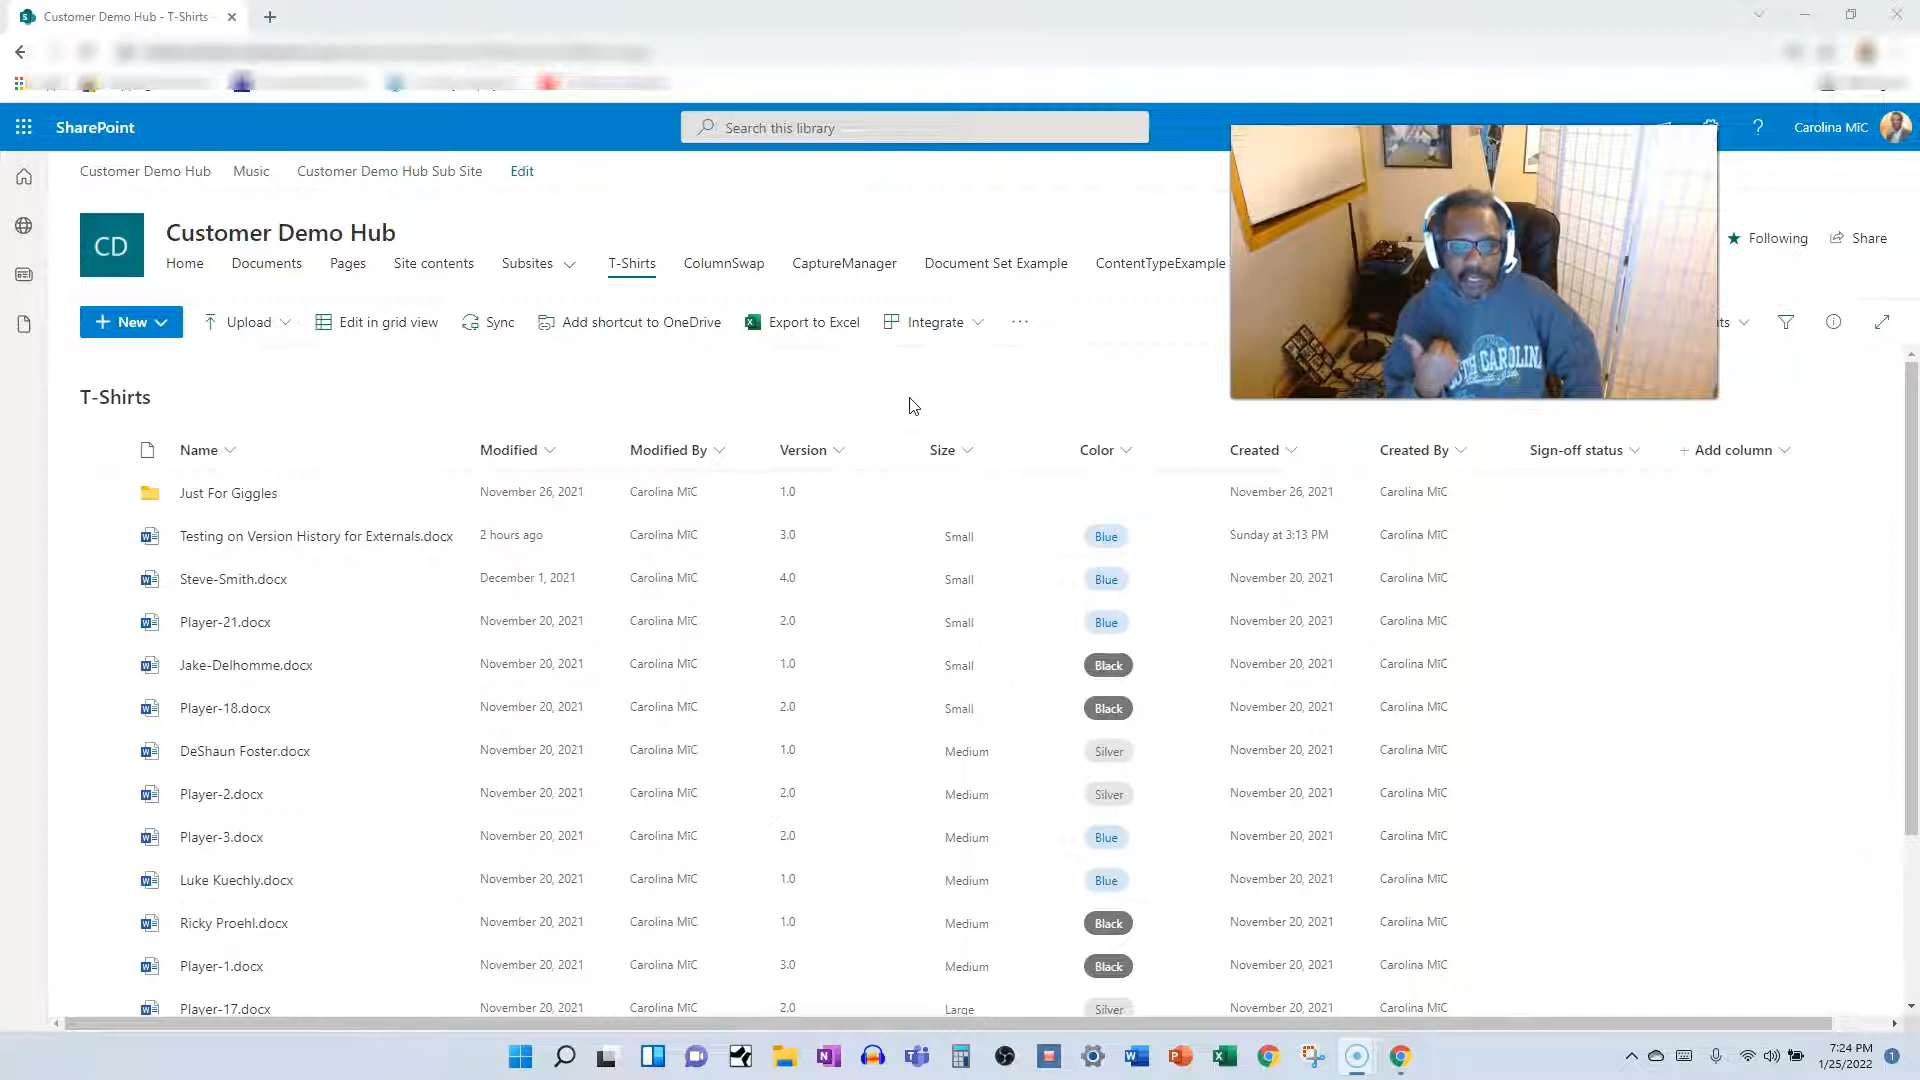 Customer Demo Hub - T-Shirts
SharePoint
Search this library
Carolina MiC
Customer Demo Hub Music Customer Demo Hub Sub Site Edit
CD
Customer Demo Hub
Following Share
Home Documents Pages Site contents Subsites T-Shirts ColumnSwap CaptureManager Document Set Example ContentTypeExample
New Upload Edit in grid view Sync Add shortcut to OneDrive Export to Excel Integrate
CAROLINA
T-Shirts
Name Modified Modified By Version Size Color Created Created By Sign-off status + Add column
Just For Giggles November 26, 2021 Carolina MiC 1.0 November 26, 2021 Carolina MiC
Testing on Version History for Externals.docx 2 hours ago Carolina MiC 3.0 Small Blue Sunday at 3:13 PM Carolina MiC
Steve-Smith.docx December 1, 2021 Carolina MiC 4.0 Small Blue November 20, 2021 Carolina MiC
Player-21.docx November 20, 2021 Carolina MiC 2.0 Small Blue November 20, 2021 Carolina MiC
Jake-Delhomme.docx November 20, 2021 Carolina MiC 1.0 Small Black November 20, 2021 Carolina MiC
Player-18.docx November 20, 2021 Carolina MiC 2.0 Small Black November 20, 2021 Carolina MiC
DeShaun Foster.docx November 20, 2021 Carolina MiC 1.0 Medium Silver November 20, 2021 Carolina MiC
Player-2.docx November 20, 2021 Carolina MiC 2.0 Medium Silver November 20, 2021 Carolina MiC
Player-3.docx November 20, 2021 Carolina MiC 2.0 Medium Blue November 20, 2021 Carolina MiC
Luke Kuechly.docx November 20, 2021 Carolina MiC 1.0 Medium Blue November 20, 2021 Carolina MiC
Ricky Proehl.docx November 20, 2021 Carolina MiC 1.0 Medium Black November 20, 2021 Carolina MiC
Player-1.docx November 20, 2021 Carolina MiC 3.0 Medium Black November 20, 2021 Carolina MiC
Player-17.docx November 20, 2021 Carolina MiC 2.0 Large Silver November 20, 2021 Carolina MiC
7:24 PM
1/25/2022
1